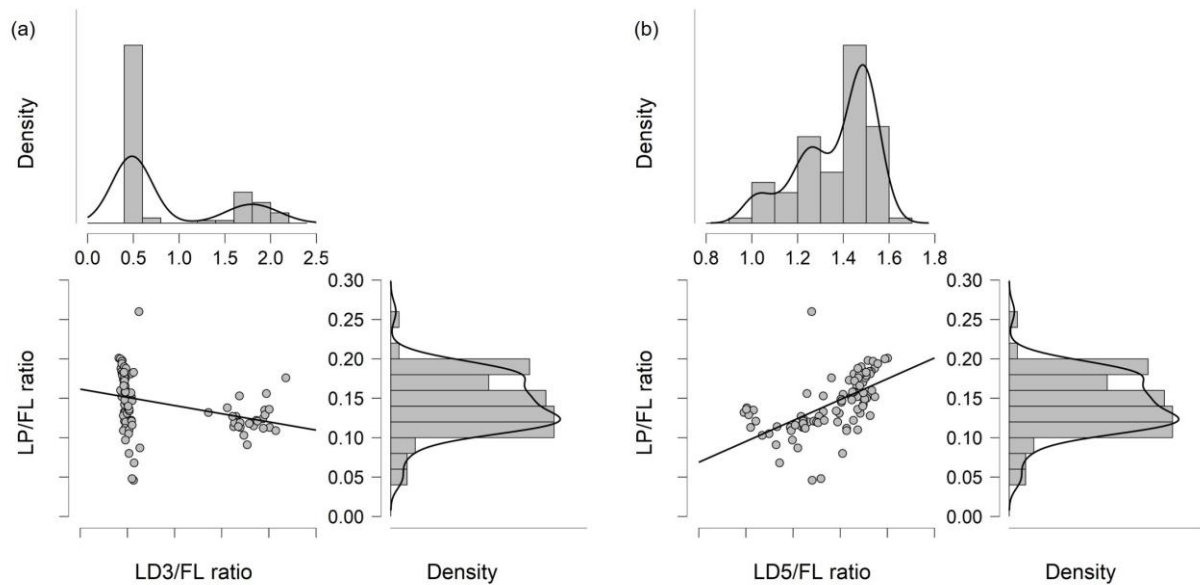 (a)
Density
0.0 0.5 1.0 1.5 2.0 2.5
LP/FL ratio
0.30
0.25
0.20
0.15
0.10
0.05
0.00
LD3/FL ratio
Density
(b)
Density
0.8 1.0 1.2 1.4 1.6 1.8
LP/FL ratio
0.30
0.25
0.20
0.15
0.10
0.05
0.00
LD5/FL ratio
Density